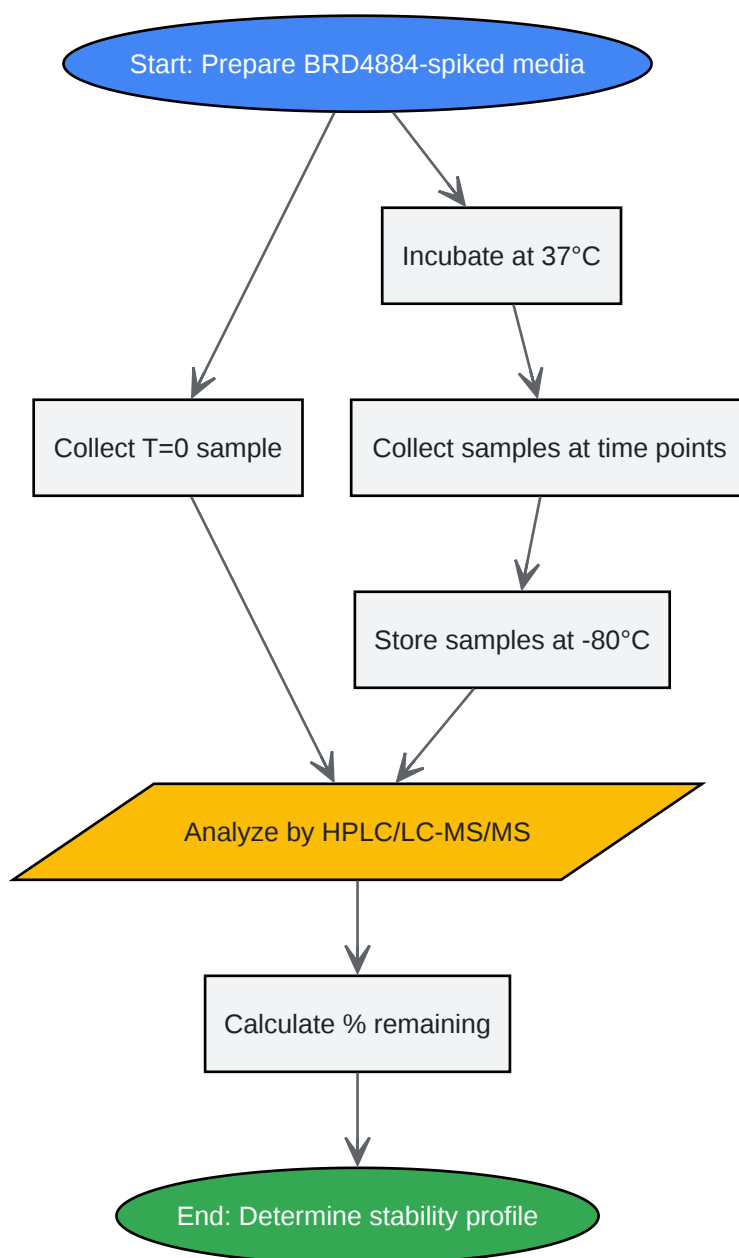 Start: Prepare BRD4884-spiked media
Incubate at 37°C
Collect T=0 sample
Collect samples at time points
Store samples at -80°C
Analyze by HPLC/LC-MS/MS
Calculate % remaining
End: Determine stability profile